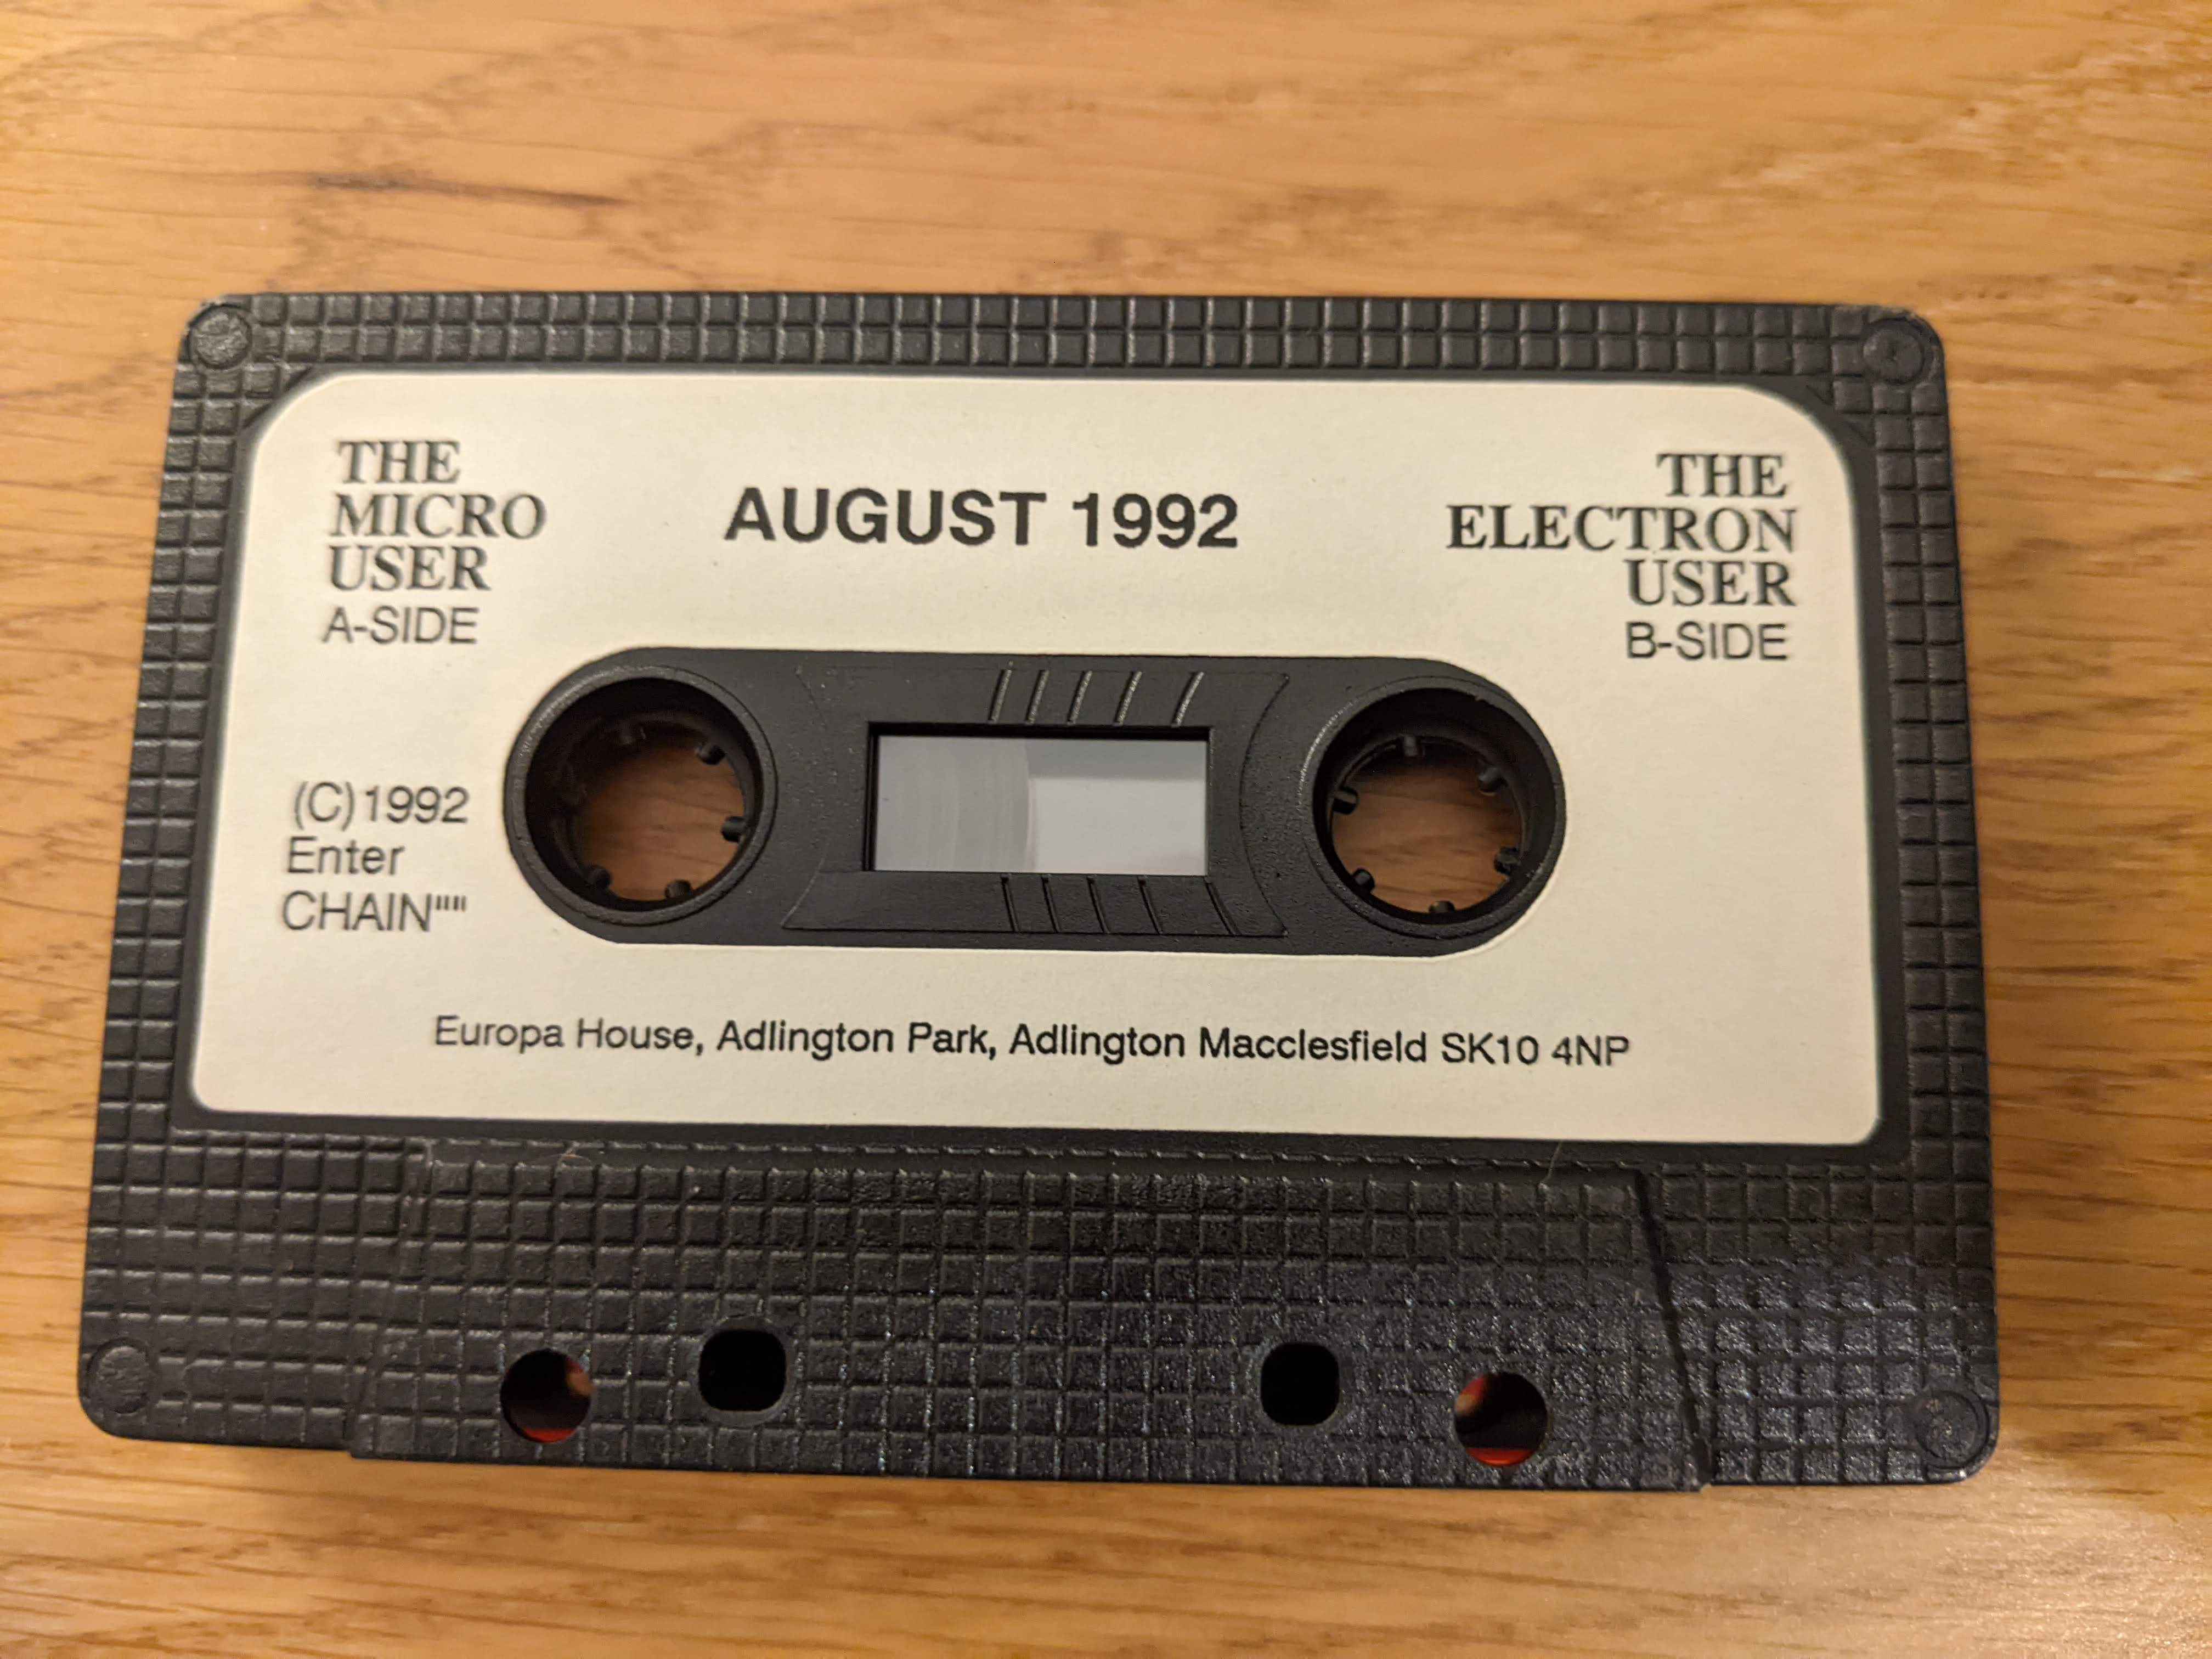 THE
MICRO
USER
A-SIDE
AUGUST 1992
THE
ELECTRON
USER
B-SIDE
(C)1992
Enter
CHAIN""
Europa House, Adlington Park, Adlington Macclesfield SK10 4NP